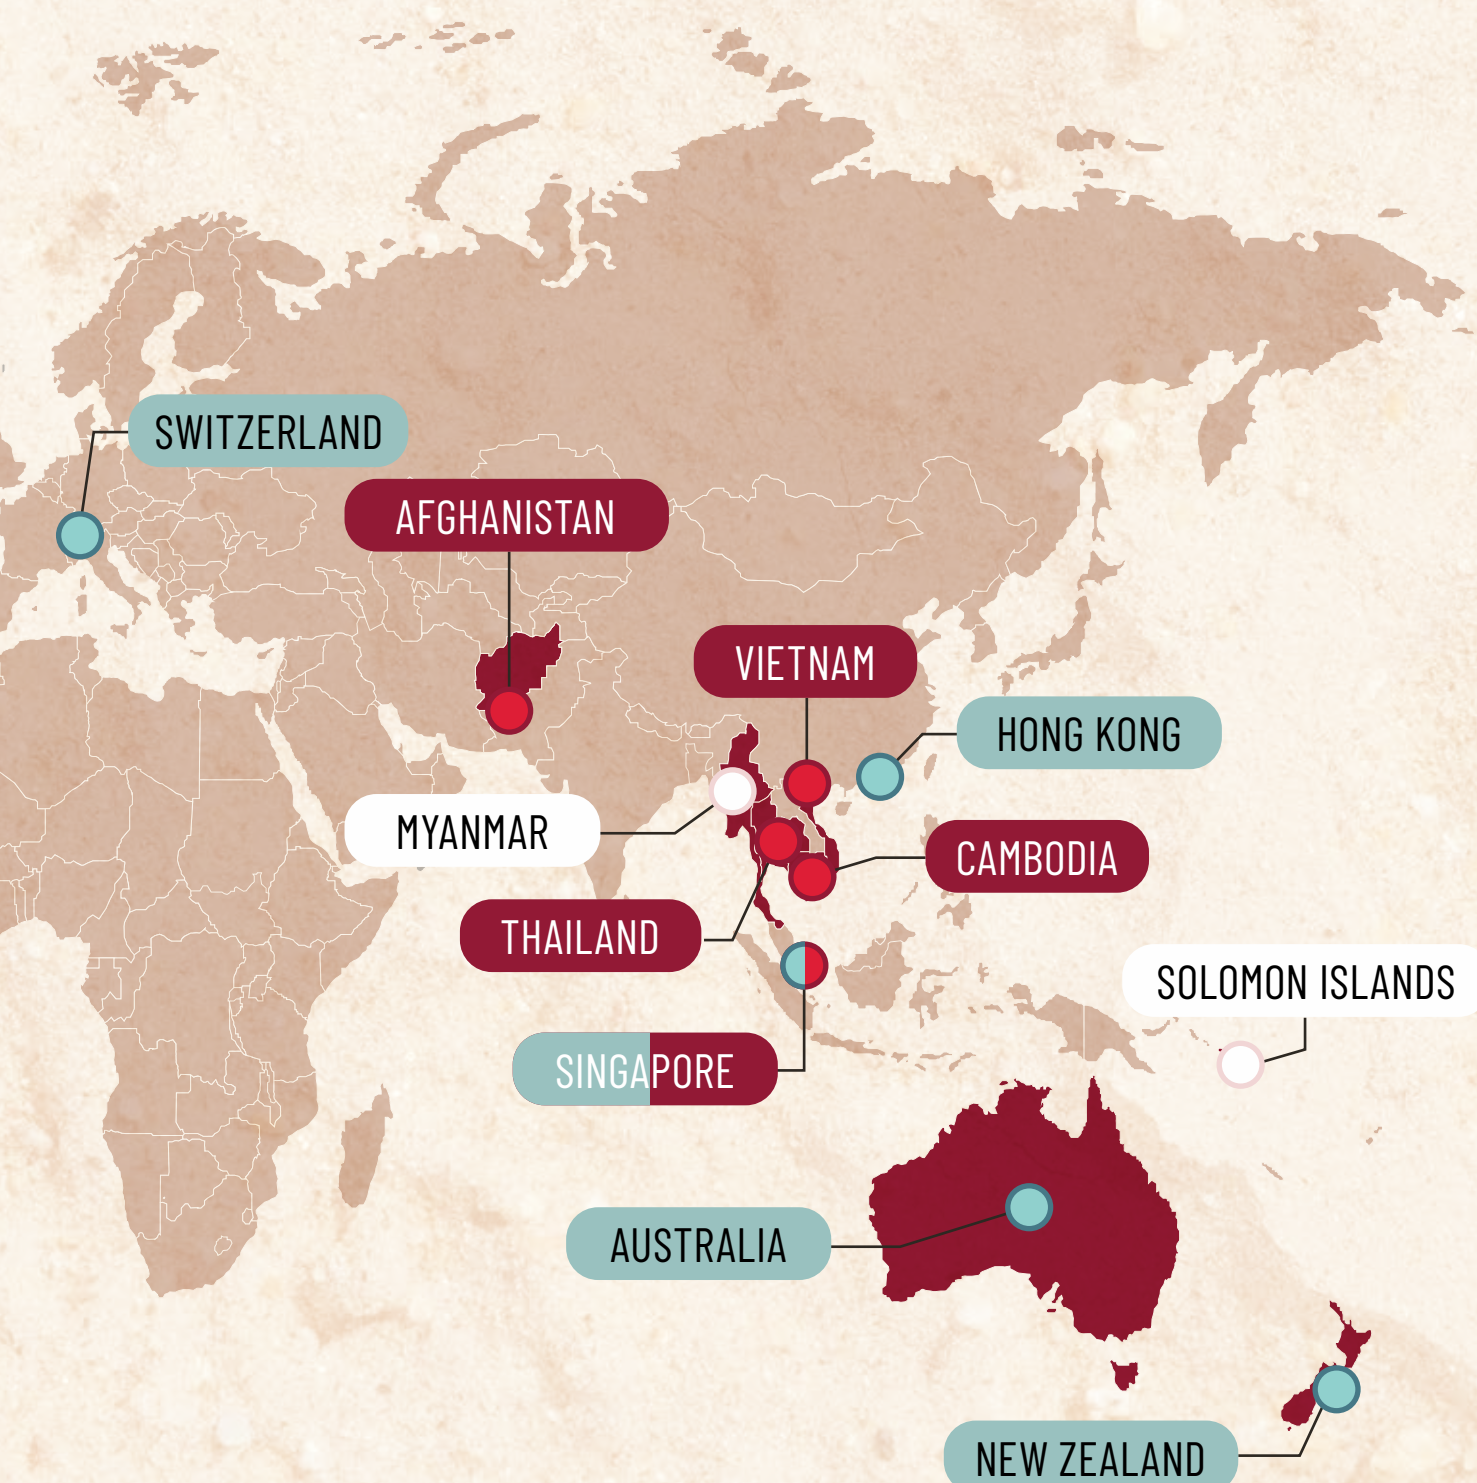 SWITZERLAND
AFGHANISTAN
VIETNAM
HONG KONG
MYANMAR
CAMBODIA
THAILAND
SOLOMON ISLANDS
SINGAPORE
AUSTRALIA
NEW ZEALAND